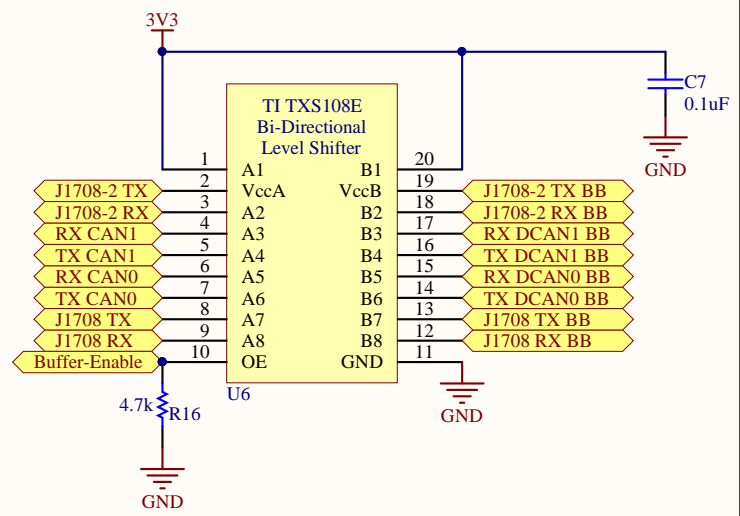 3V3
TI TXS108E
Bi-Directional
Level Shifter
C7
0.1uF
GND
1 A1 B1 20
J1708-2 TX 2 VccA VccB 19 J1708-2 TX BB
J1708-2 RX 3 A2 B2 18 J1708-2 RX BB
RX CAN1 4 A3 B3 17 RX DCAN1 BB
TX CAN1 5 A4 B4 16 TX DCAN1 BB
RX CAN0 6 A5 B5 15 RX DCAN0 BB
TX CAN0 7 A6 B6 14 TX DCAN0 BB
J1708 TX 8 A7 B7 13 J1708 TX BB
J1708 RX 9 A8 B8 12 J1708 RX BB
Buffer-Enable 10 OE GND 11
U6
4.7k R16
GND
GND